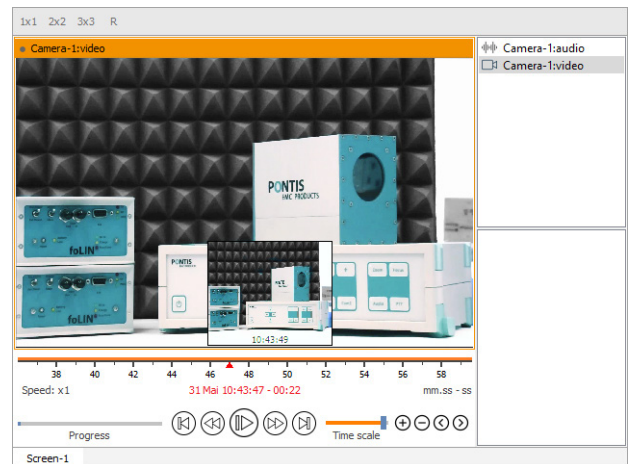 1x1 2x2 3x3 R
Camera-1:video
Camera-1:audio
Camera-1:video
PONTIS
EMC PRODUCTS
foLIN®
foLIN®
PONTIS
10:43:49
38 40 42 44 46 48 50 52 54 56 58
Speed: x1
31 Mai 10:43:47 - 00:22
mm.ss - ss
Progress
Time scale
Screen-1